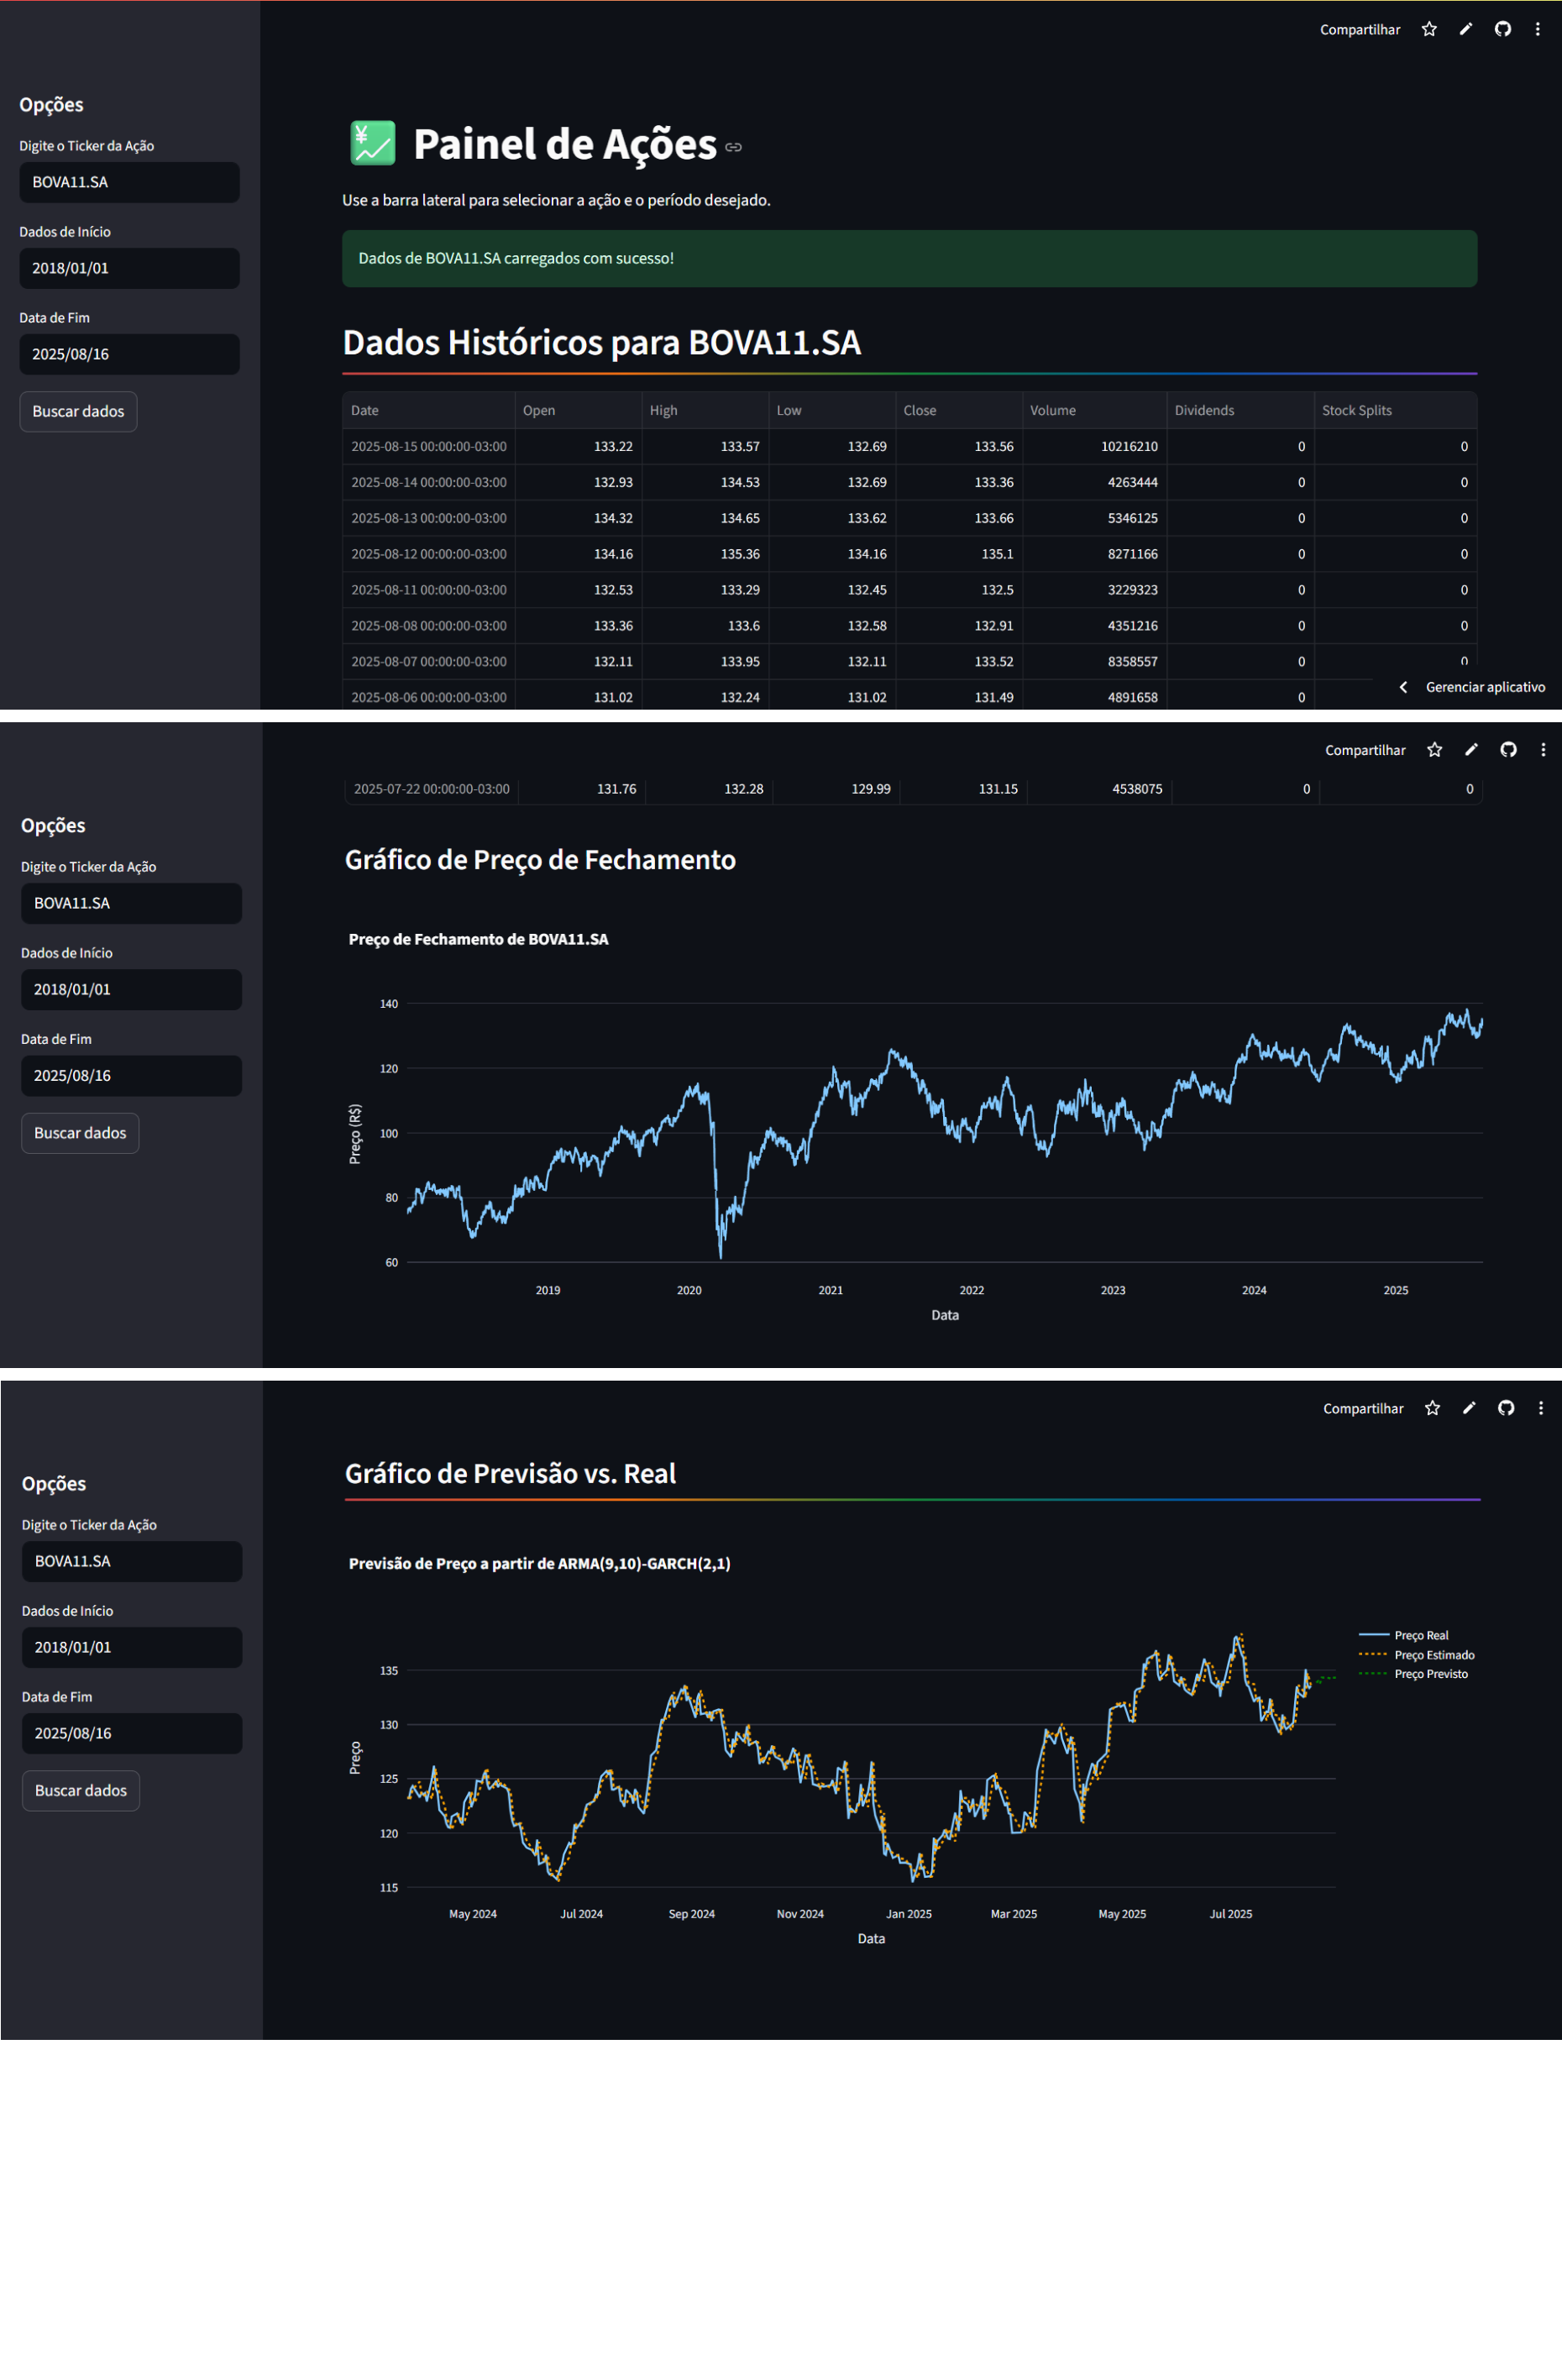 Compartilhar
Opções
Digite o Ticker da Ação
BOVA11.SA
Dados de Início
2018/01/01
Data de Fim
2025/08/16
Buscar dados
Painel de Ações
Use a barra lateral para selecionar a ação e o período desejado.
Dados de BOVA11.SA carregados com sucesso!
Dados Históricos para BOVA11.SA
Date Open High Low Close Volume Dividends Stock Splits
2025-08-15 00:00:00-03:00 133.22 133.57 132.69 133.56 10216210 0 0
2025-08-14 00:00:00-03:00 132.93 134.53 132.69 133.36 4263444 0 0
2025-08-13 00:00:00-03:00 134.32 134.65 133.62 133.66 5346125 0 0
2025-08-12 00:00:00-03:00 134.16 135.36 134.16 135.1 8271166 0 0
2025-08-11 00:00:00-03:00 132.53 133.29 132.45 132.5 3229323 0 0
2025-08-08 00:00:00-03:00 133.36 133.6 132.58 132.91 4351216 0 0
2025-08-07 00:00:00-03:00 132.11 133.95 132.11 133.52 8358557 0 0
2025-08-06 00:00:00-03:00 131.02 132.24 131.02 131.49 4891658 0
Gerenciar aplicativo
Compartilhar
Opções
Digite o Ticker da Ação
BOVA11.SA
Dados de Início
2018/01/01
Data de Fim
2025/08/16
Buscar dados
2025-07-22 00:00:00-03:00 131.76 132.28 129.99 131.15 4538075 0 0
Gráfico de Preço de Fechamento
Preço de Fechamento de BOVA11.SA
140
120
100
80
60
Preço (R$)
2019 2020 2021 2022 2023 2024 2025
Data
Compartilhar
Opções
Digite o Ticker da Ação
BOVA11.SA
Dados de Início
2018/01/01
Data de Fim
2025/08/16
Buscar dados
Gráfico de Previsão vs. Real
Previsão de Preço a partir de ARMA(9,10)-GARCH(2,1)
Preço Real
Preço Estimado
Preço Previsto
135
130
125
120
115
Preço
May 2024 Jul 2024 Sep 2024 Nov 2024 Jan 2025 Mar 2025 May 2025 Jul 2025
Data